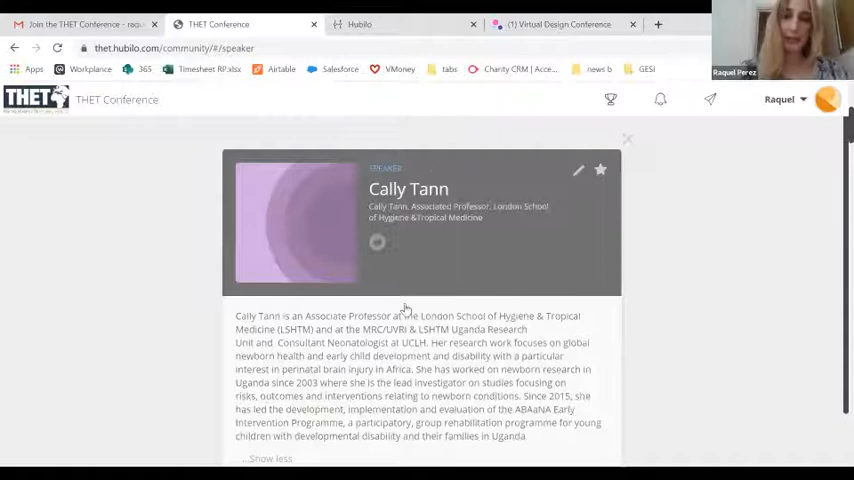 Join the THET Conference - raqu
THET Conference
Hubilo
(1) Virtual Design Conference
thet.hubilo.com/community/#/speaker
Apps
Workplance
365
Timesheet RP.xlsx
Airtable
Salesforce
VMoney
tabs
Charity CRM | Acce...
news b
GESI
Raquel Perez
THET
THET Conference
Raquel
SPEAKER
Cally Tann
Cally Tann, Associated Professor, London School
of Hygiene &Tropical Medicine
Cally Tann is an Associate Professor at the London School of Hygiene & Tropical
Medicine (LSHTM) and at the MRC/UVRI & LSHTM Uganda Research
Unit and Consultant Neonatologist at UCLH. Her research work focuses on global
newborn health and early child development and disability with a particular
interest in perinatal brain injury in Africa. She has worked on newborn research in
Uganda since 2003 where she is the lead investigator on studies focusing on
risks, outcomes and interventions relating to newborn conditions. Since 2015, she
has led the development, implementation and evaluation of the ABAaNA Early
Intervention Programme, a participatory, group rehabilitation programme for young
children with developmental disability and their families in Uganda.
...Show less